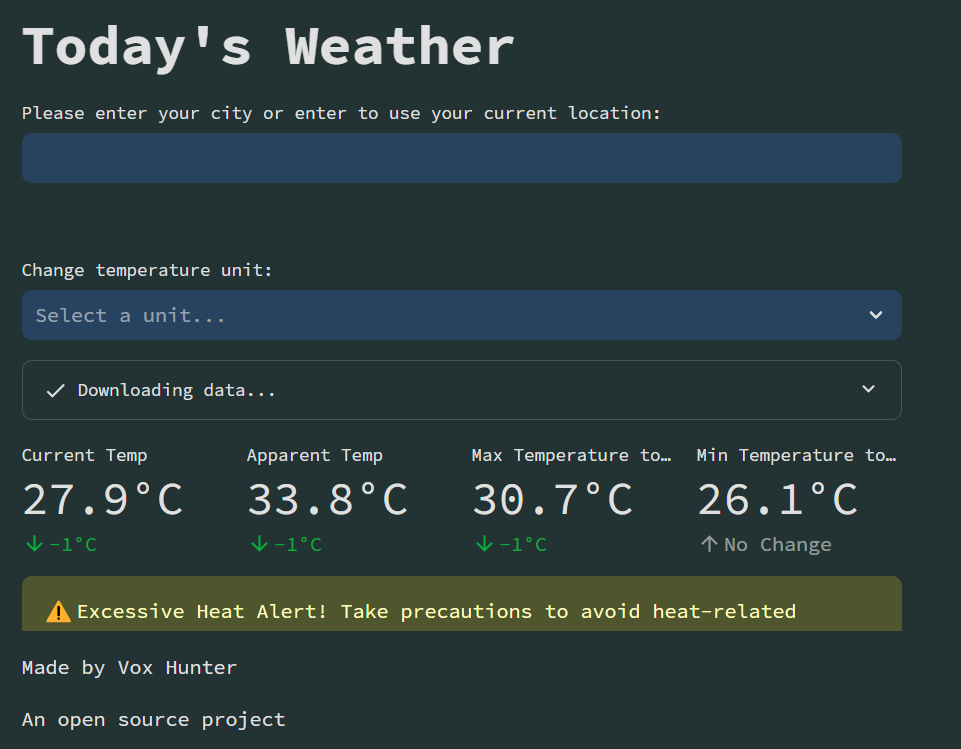 Today's Weather
Please enter your city or enter to use your current location:
Change temperature unit:
Select a unit...
Downloading data...
Current Temp Apparent Temp Max Temperature to… Min Temperature to…
27.9°C 33.8°C 30.7°C 26.1°C
-1°C -1°C -1°C No Change
Excessive Heat Alert! Take precautions to avoid heat-related
Made by Vox Hunter
An open source project